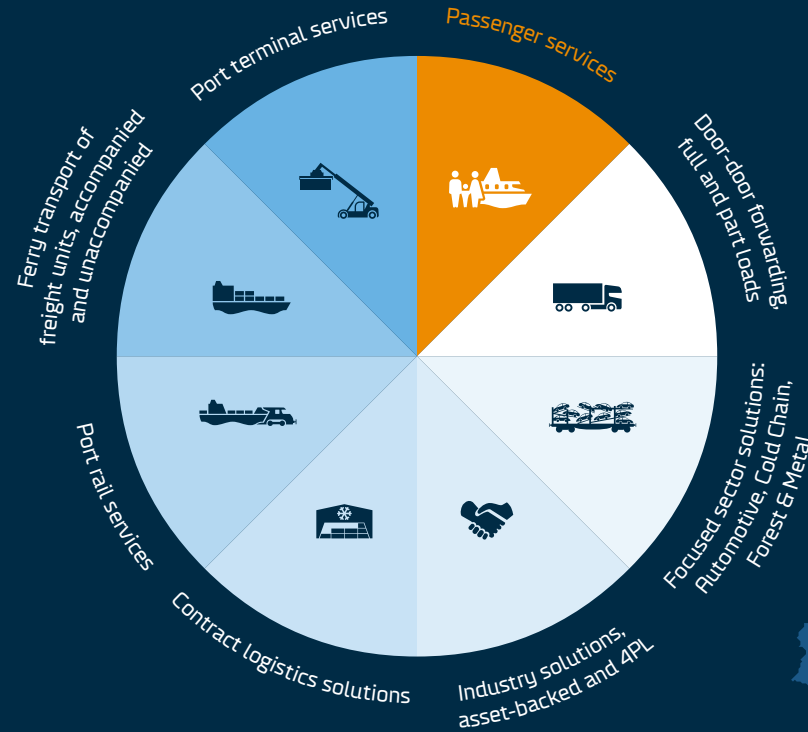 Passenger services
Door-door forwarding,
full and part loads
Focused sector solutions:
Automotive, Cold Chain,
Forest & Metal
Industry solutions,
asset-backed and 4PL
Contract logistics solutions
Port rail services
Ferry transport of
freight units, accompanied
and unaccompanied
Port terminal services